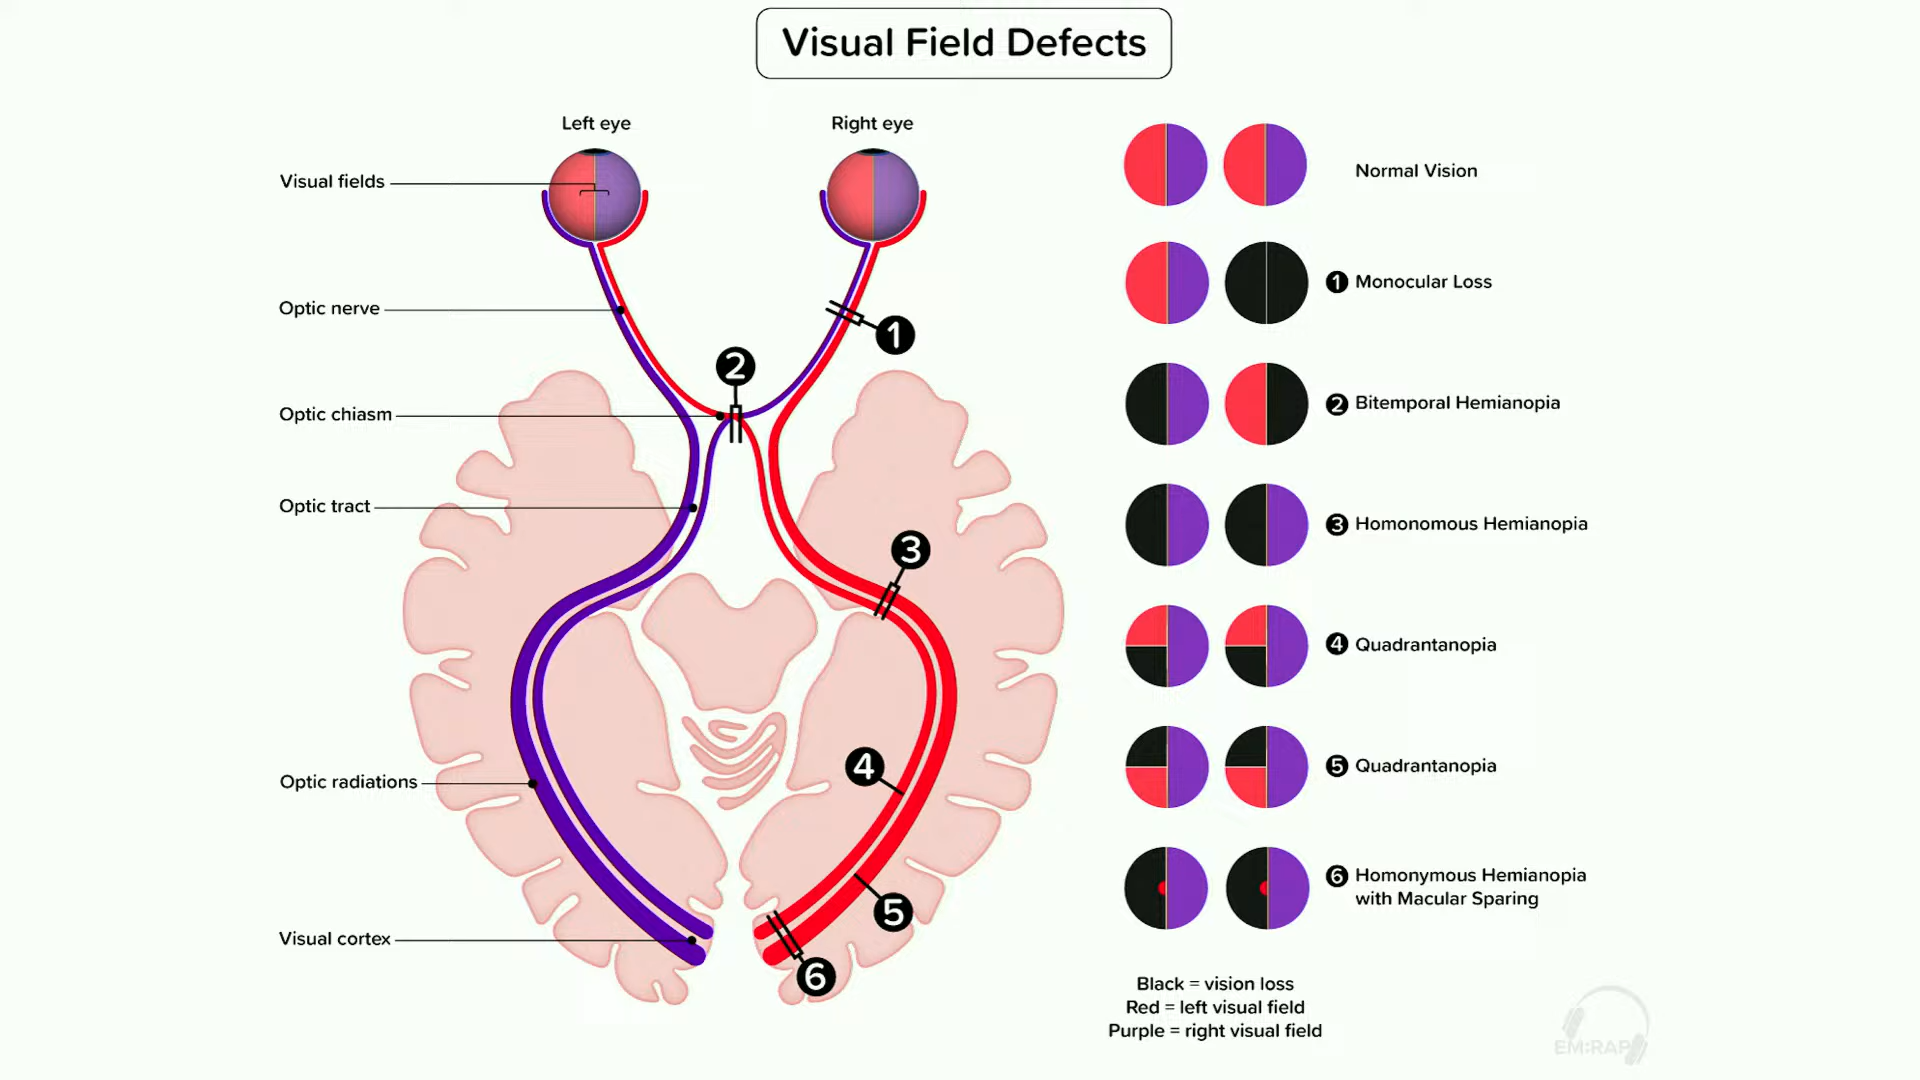 Visual Field Defects
Left eye
Right eye
Visual fields
Optic nerve
Optic chiasm
Optic tract
Optic radiations
Visual cortex
1
2
3
4
5
6
Normal Vision
1 Monocular Loss
2 Bitemporal Hemianopia
3 Homonomous Hemianopia
4 Quadrantanopia
5 Quadrantanopia
6 Homonymous Hemianopia
with Macular Sparing
Black = vision loss
Red = left visual field
Purple = right visual field
EM:RAP